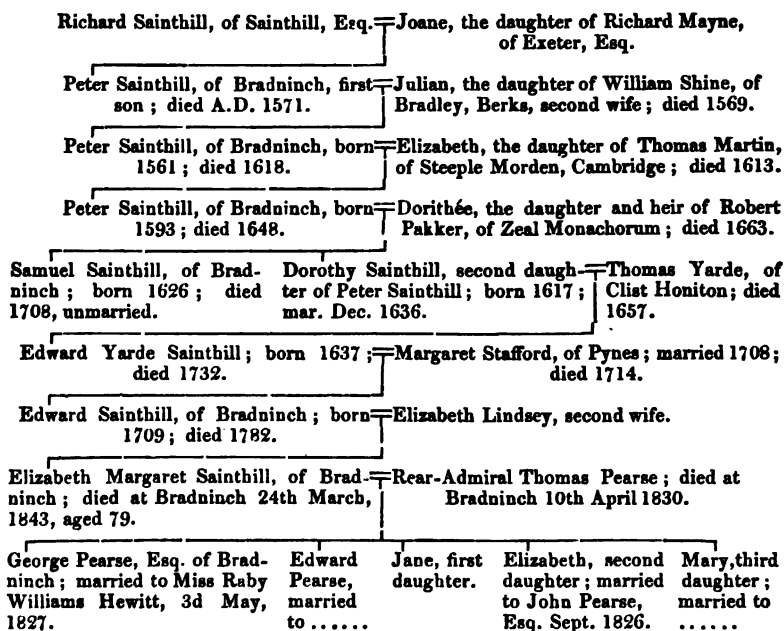 Richard Sainthill, of Sainthill, Esq.=Joane, the daughter of Richard Mayne,
of Exeter, Esq.
Peter Sainthill, of Bradninch, first=Julian, the daughter of William Shine, of
son ; died A.D. 1571. Bradley, Berks, second wife ; died 1569.
Peter Sainthill, of Bradninch, born=Elizabeth, the daughter of Thomas Martin,
1561 ; died 1618. of Steeple Morden, Cambridge ; died 1613.
Peter Sainthill, of Bradninch, born=Dorithée, the daughter and heir of Robert
1593 ; died 1648. Pakker, of Zeal Monachorum ; died 1663.
Samuel Sainthill, of Brad-
ninch ; born 1626 ; died
1708, unmarried.
Dorothy Sainthill, second daugh-=Thomas Yarde, of
ter of Peter Sainthill ; born 1617 ; Clist Honiton ; died
mar. Dec. 1636. 1657.
Edward Yarde Sainthill ; born 1637 ;=Margaret Stafford, of Pynes ; married 1708 ;
died 1732. died 1714.
Edward Sainthill, of Bradninch ; born=Elizabeth Lindsey, second wife.
1709 ; died 1782.
Elizabeth Margaret Sainthill, of Brad-=Rear-Admiral Thomas Pearse ; died at
ninch ; died at Bradninch 24th March, Bradninch 10th April 1830.
1843, aged 79.
George Pearse, Esq. of Brad-
ninch ; married to Miss Raby
Williams Hewitt, 3d May,
1827.
Edward
Pearse,
married
to ......
Jane, first
daughter.
Elizabeth, second
daughter ; married
to John Pearse,
Esq. Sept. 1826.
Mary, third
daughter ;
married to
......